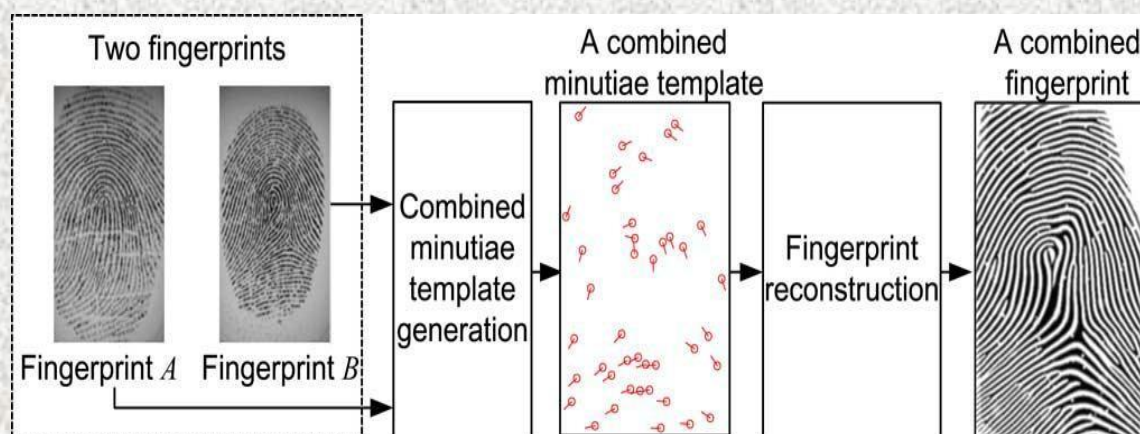 Two fingerprints
Fingerprint A
Fingerprint B
Combined
minutiae
template
generation
A combined
minutiae template
Fingerprint
reconstruction
A combined
fingerprint